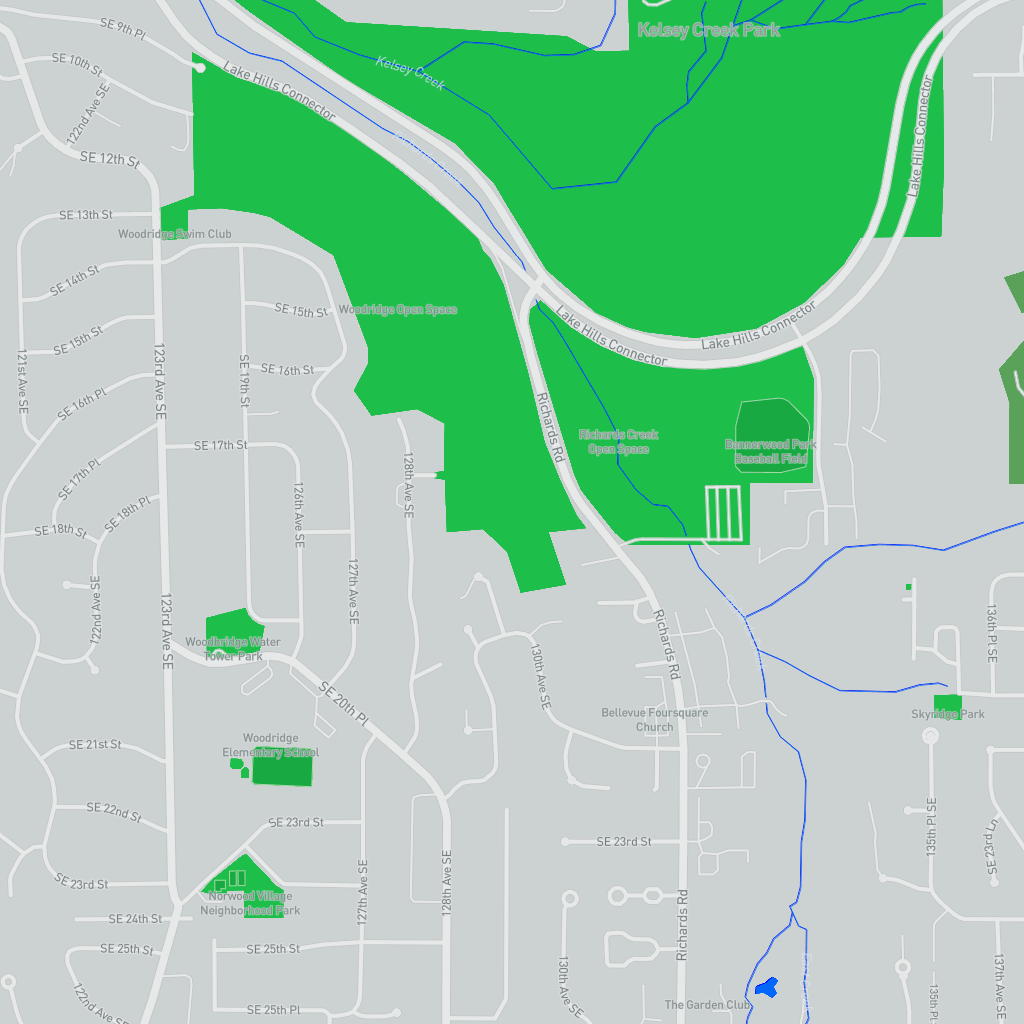 SE 9th Pl
Kelsey Creek Park
SE 10th St
Kelsey Creek
Lake Hills Connector
122nd Ave SE
Lake Hills Connector
SE 12th St
SE 13th St
Woodridge Swim Club
SE 14th St
SE 15th St
Woodridge Open Space
Lake Hills Connector
Lake Hills Connector
SE 15th St
123rd Ave SE
SE 19th St
SE 16th St
121st Ave SE
SE 16th Pl
Richards Rd
Richards Creek
Open Space
Bannerwood Park
Baseball Field
SE 17th St
SE 17th Pl
128th Ave SE
126th Ave SE
SE 18th Pl
SE 18th St
127th Ave SE
122nd Ave SE
123rd Ave SE
Woodbridge Water
Tower Park
Richards Rd
136th Pl SE
130th Ave SE
SE 20th Pl
Bellevue Foursquare
Church
Skyridge Park
SE 21st St
Woodridge
Elementary School
SE 22nd St
SE 23rd St
SE 23rd St
135th Pl SE
SE 23rd Ln
SE 23rd St
127th Ave SE
128th Ave SE
Norwood Village
Neighborhood Park
Richards Rd
SE 24th St
SE 25th St
SE 25th St
130th Ave SE
137th Ave SE
122nd Ave SE
SE 25th Pl
The Garden Club
135th Pl